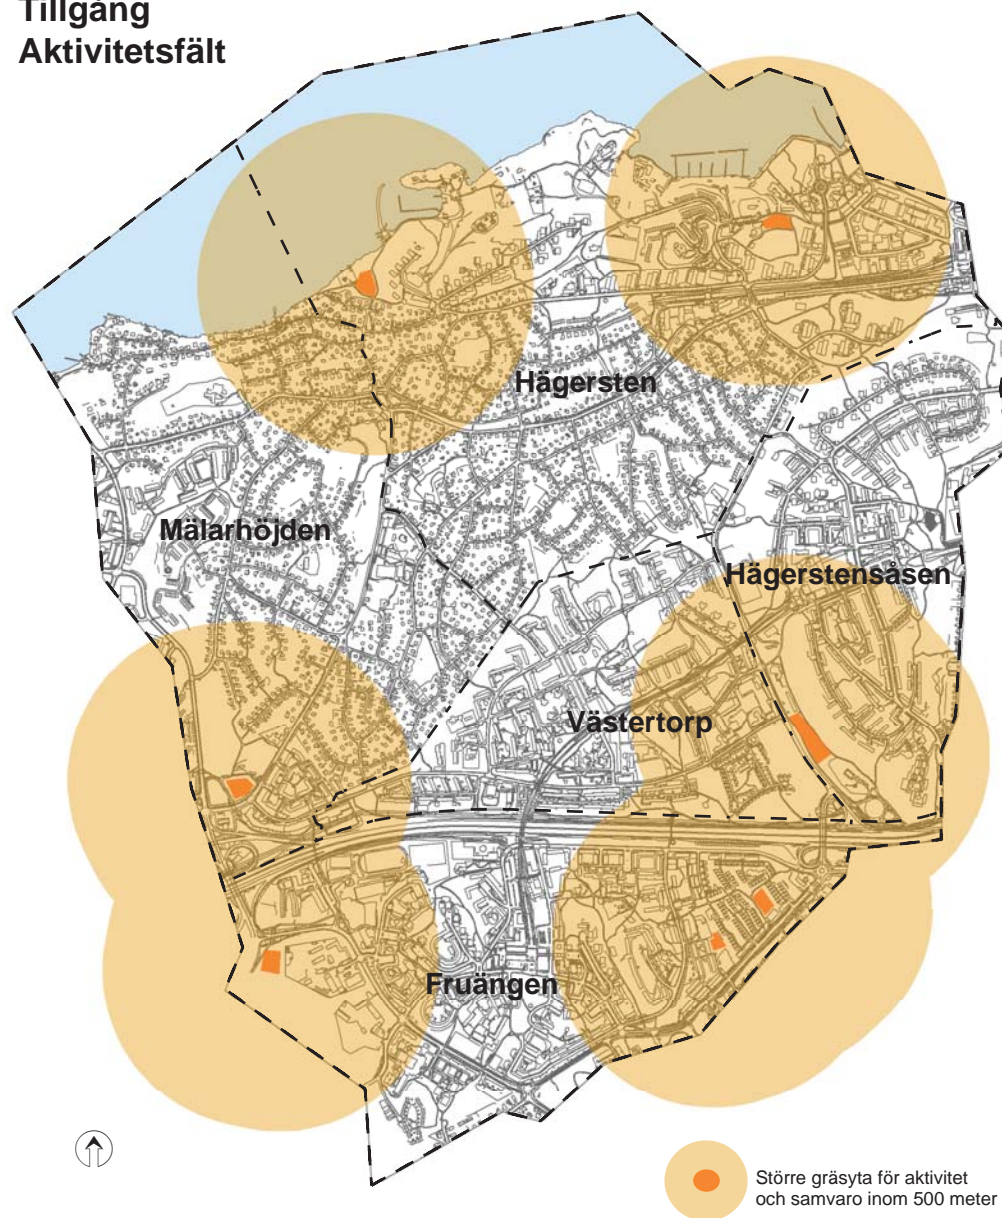 Tillgång
Aktivitetsfält
Hägersten
Mälarhöjden
Hägerstensåsen
Västertorp
Fruängen
Större gräsyta för aktivitet
och samvaro inom 500 meter